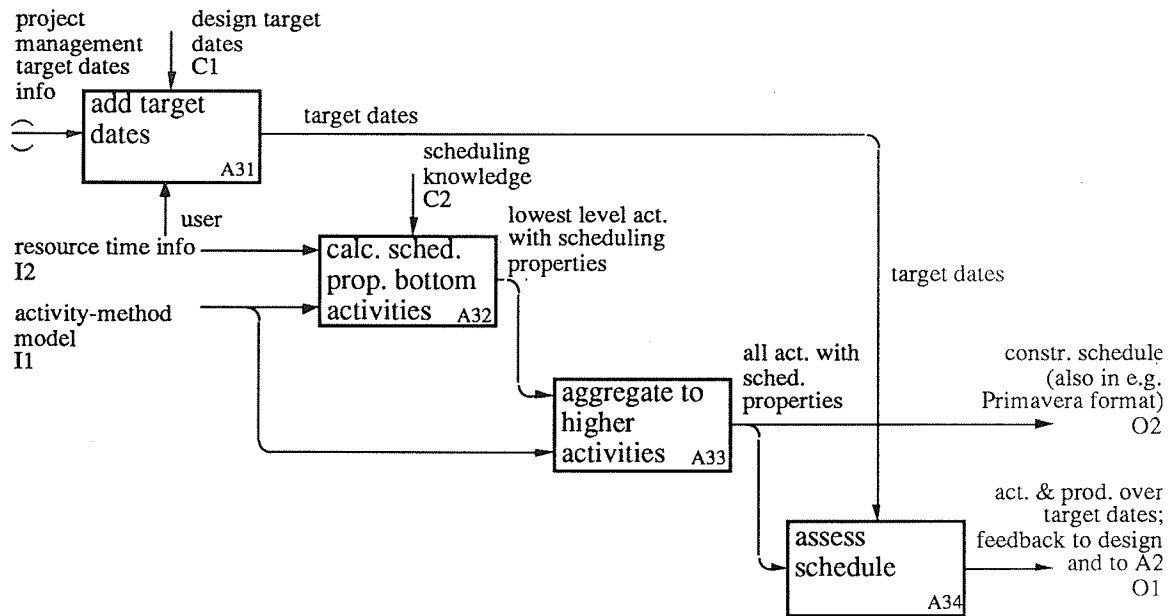 project
management
target dates
info
design target
dates
C1
add target
dates
A31
target dates
scheduling
knowledge
C2
user
resource time info
I2
calc. sched.
prop. bottom
activities
A32
lowest level act.
with scheduling
properties
target dates
activity-method
model
I1
all act. with
sched.
properties
constr. schedule
(also in e.g.
Primavera format)
O2
aggregate to
higher
activities
A33
act. & prod. over
target dates;
feedback to design
and to A2
O1
assess
schedule
A34